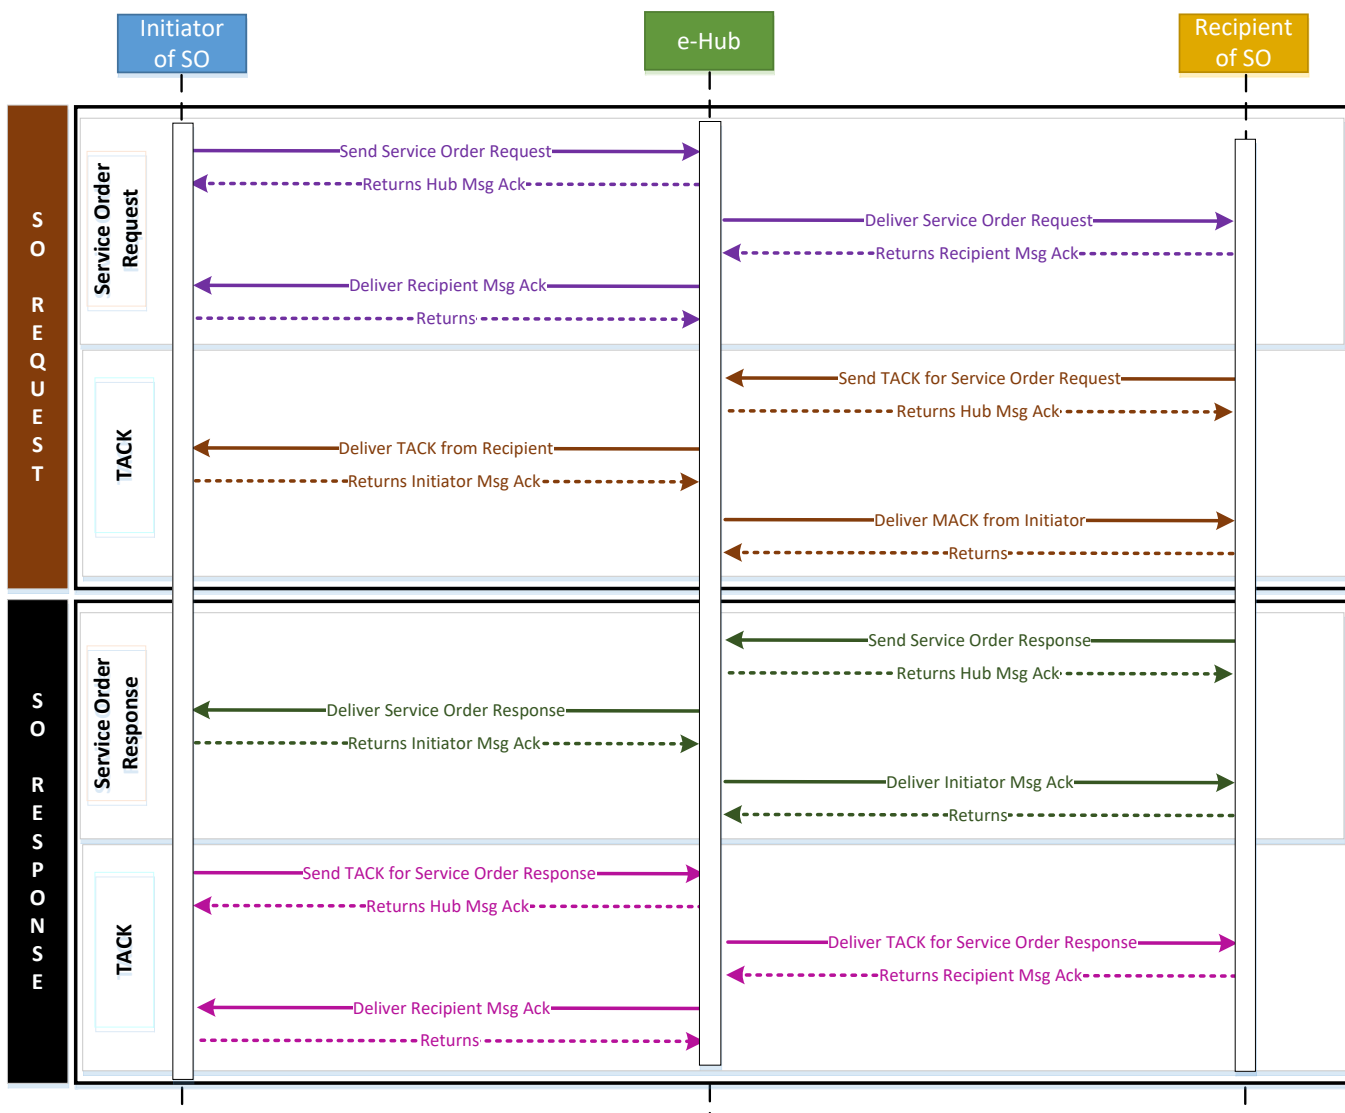 Initiator
of SO
e-Hub
Recipient
of SO
SO REQUEST
Service Order
Request
Send Service Order Request
Returns Hub Msg Ack
Deliver Service Order Request
Returns Recipient Msg Ack
Deliver Recipient Msg Ack
Returns
TACK
Send TACK for Service Order Request
Returns Hub Msg Ack
Deliver TACK from Recipient
Returns Initiator Msg Ack
Deliver MACK from Initiator
Returns
SO RESPONSE
Service Order
Response
Send Service Order Response
Returns Hub Msg Ack
Deliver Service Order Response
Returns Initiator Msg Ack
Deliver Initiator Msg Ack
Returns
TACK
Send TACK for Service Order Response
Returns Hub Msg Ack
Deliver TACK for Service Order Response
Returns Recipient Msg Ack
Deliver Recipient Msg Ack
Returns